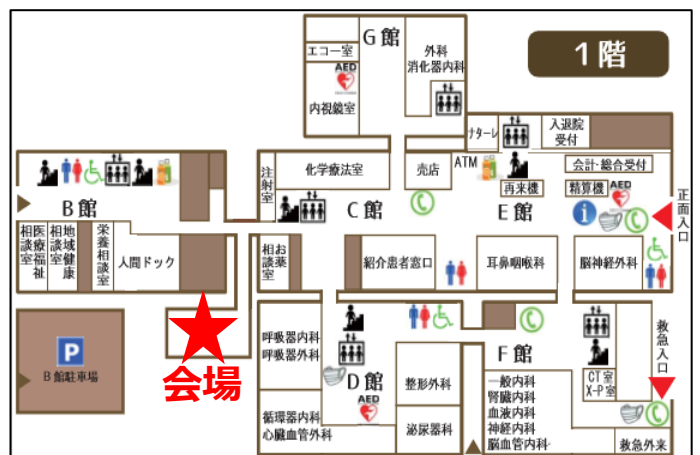 1階
G館
エコー室
AED
内視鏡室
外科
消化器内科
ナターレ
入退院
受付
ATM
会計・総合受付
再来機
精算機
AED
正面入口
注射室
化学療法室
売店
B館
C館
E館
医療福祉
相談室
地域健康
相談室
栄養相談室
人間ドック
お薬
相談室
紹介患者窓口
耳鼻咽喉科
脳神経外科
P
B館駐車場
会場
呼吸器内科
呼吸器外科
D館
AED
循環器内科
心臓血管外科
整形外科
泌尿器科
F館
一般内科
腎臓内科
血液内科
神経内科
脳血管内科
CT室
X-P室
救急入口
救急外来